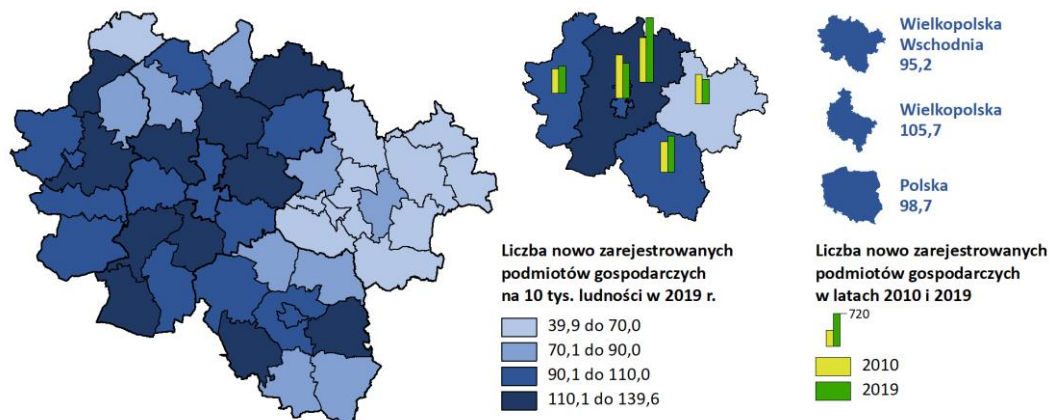 Wielkopolska
Wschodnia
95,2
Wielkopolska
105,7
Polska
98,7
Liczba nowo zarejestrowanych
podmiotów gospodarczych
na 10 tys. ludności w 2019 r.
39,9 do 70,0
70,1 do 90,0
90,1 do 110,0
110,1 do 139,6
Liczba nowo zarejestrowanych
podmiotów gospodarczych
w latach 2010 i 2019
720
2010
2019